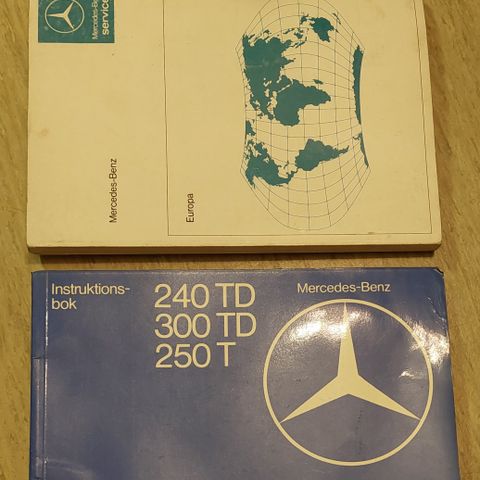 Mercedes-Benz
service
Mercedes-Benz
Europa
Instruktions-
bok
240 TD
300 TD
250 T
Mercedes-Benz